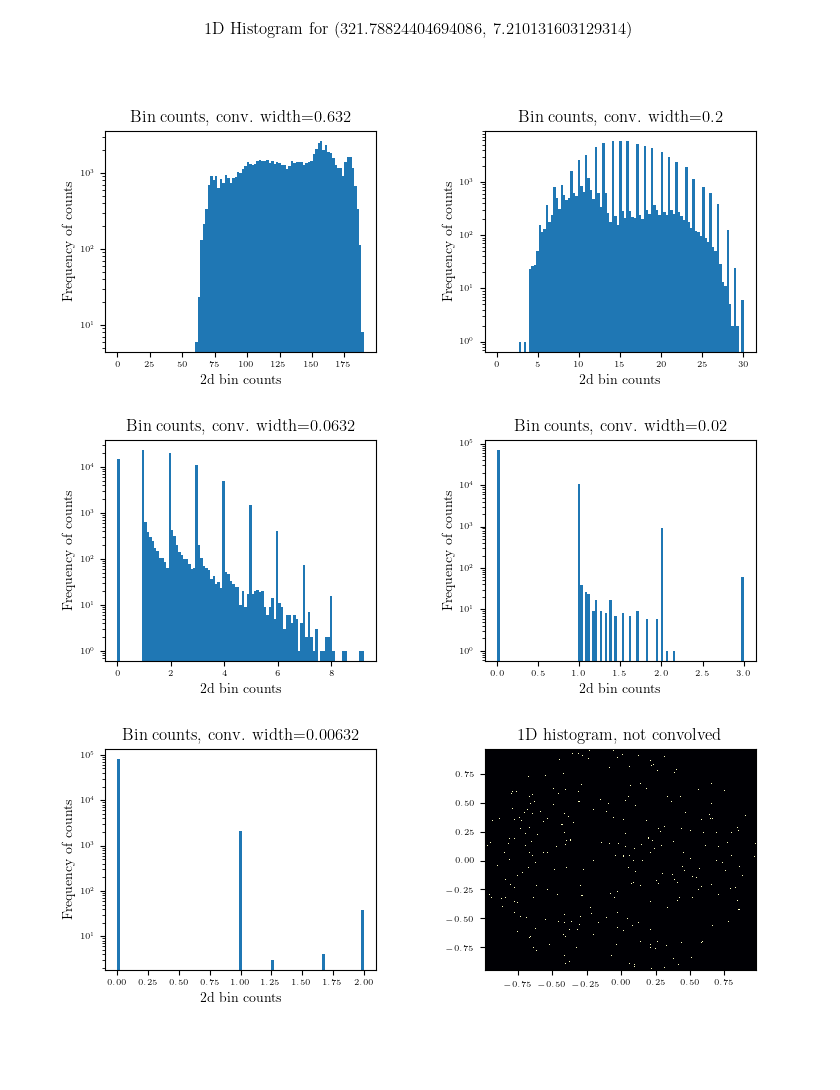 1D Histogram for (321.78824404694086, 7.210131603129314)
Bin counts, conv. width=0.632
Frequency of counts
10³
10²
10¹
0 25 50 75 100 125 150 175
2d bin counts
Bin counts, conv. width=0.2
Frequency of counts
10³
10²
10¹
10⁰
0 5 10 15 20 25 30
2d bin counts
Bin counts, conv. width=0.0632
Frequency of counts
10⁴
10³
10²
10¹
10⁰
0 2 4 6 8
2d bin counts
Bin counts, conv. width=0.02
Frequency of counts
10⁵
10⁴
10³
10²
10¹
10⁰
0.0 0.5 1.0 1.5 2.0 2.5 3.0
2d bin counts
Bin counts, conv. width=0.00632
Frequency of counts
10⁵
10⁴
10³
10²
10¹
0.00 0.25 0.50 0.75 1.00 1.25 1.50 1.75 2.00
2d bin counts
1D histogram, not convolved
0.75
0.50
0.25
0.00
−0.25
−0.50
−0.75
−0.75 −0.50 −0.25 0.00 0.25 0.50 0.75